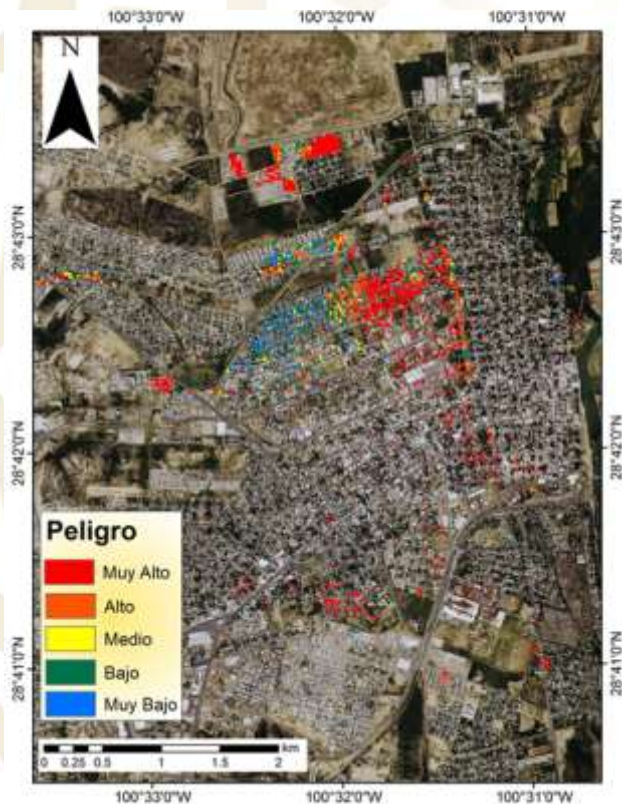 100°33'0"W 100°32'0"W 100°31'0"W
N
28°43'0"N 28°43'0"N
28°42'0"N 28°42'0"N
Peligro
Muy Alto
Alto
Medio
Bajo
Muy Bajo
28°41'0"N 28°41'0"N
km
0 0.25 0.5 1 1.5 2
100°33'0"W 100°32'0"W 100°31'0"W